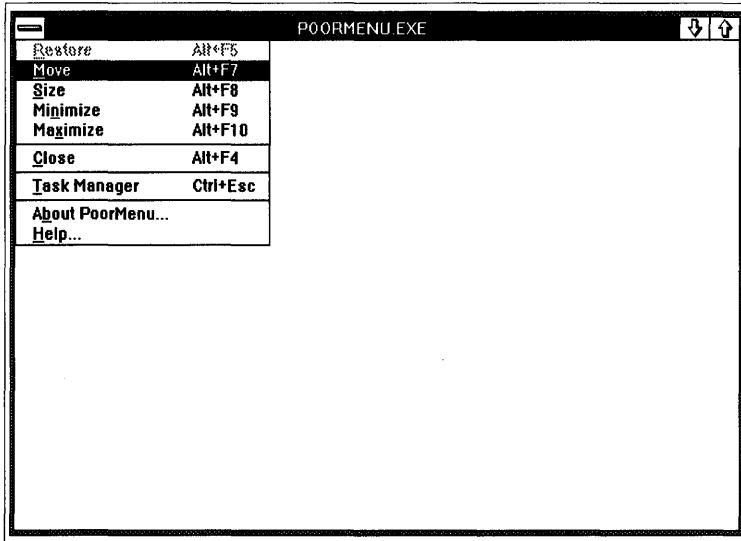 POORMENU.EXE
Restore Alt+F5
Move Alt+F7
Size Alt+F8
Minimize Alt+F9
Maximize Alt+F10
Close Alt+F4
Task Manager Ctrl+Esc
About PoorMenu...
Help...